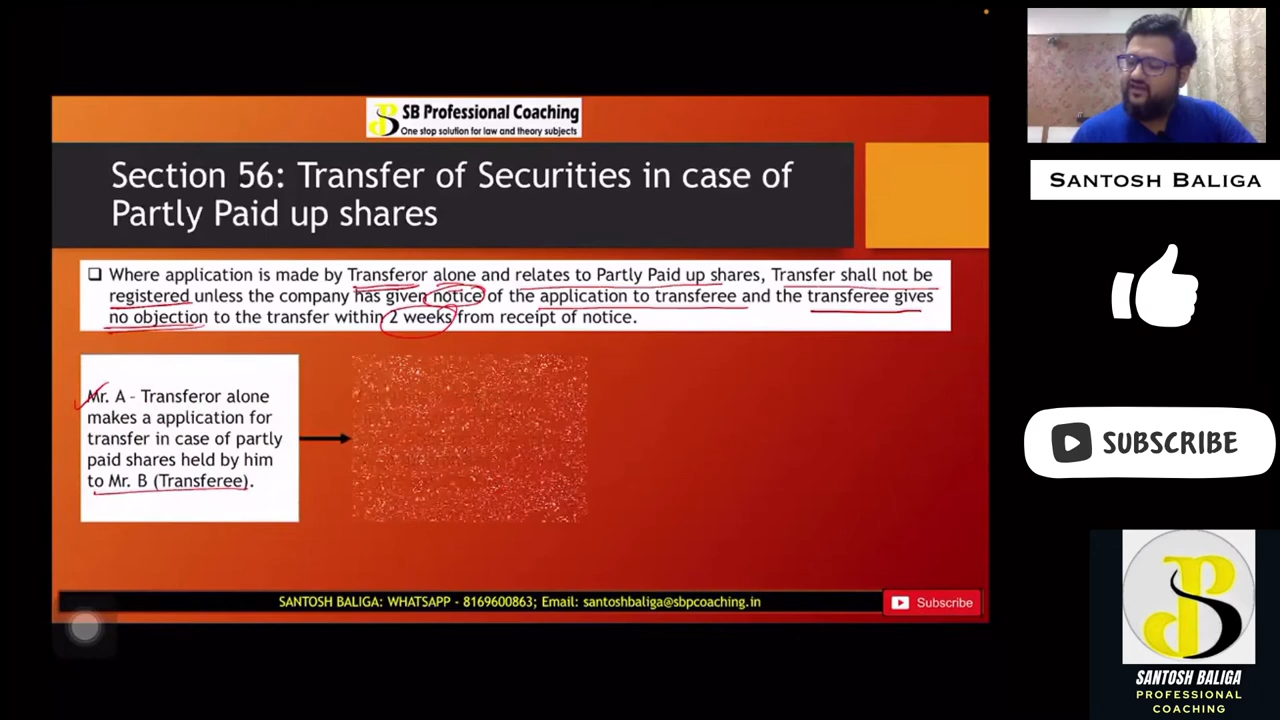 SB Professional Coaching
One stop solution for law and theory subjects
Section 56: Transfer of Securities in case of
Partly Paid up shares
Where application is made by Transferor alone and relates to Partly Paid up shares, Transfer shall not be
registered unless the company has given notice of the application to transferee and the transferee gives
no objection to the transfer within 2 weeks from receipt of notice.
Mr. A – Transferor alone
makes a application for
transfer in case of partly
paid shares held by him
to Mr. B (Transferee).
SANTOSH BALIGA: WHATSAPP - 8169600863; Email: santoshbaliga@sbpcoaching.in
Subscribe
SANTOSH BALIGA
SUBSCRIBE
SANTOSH BALIGA
PROFESSIONAL
COACHING